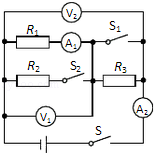 V₂
R₁ A₁ S₁
R₂ S₂ R₃
V₁ A₂
S